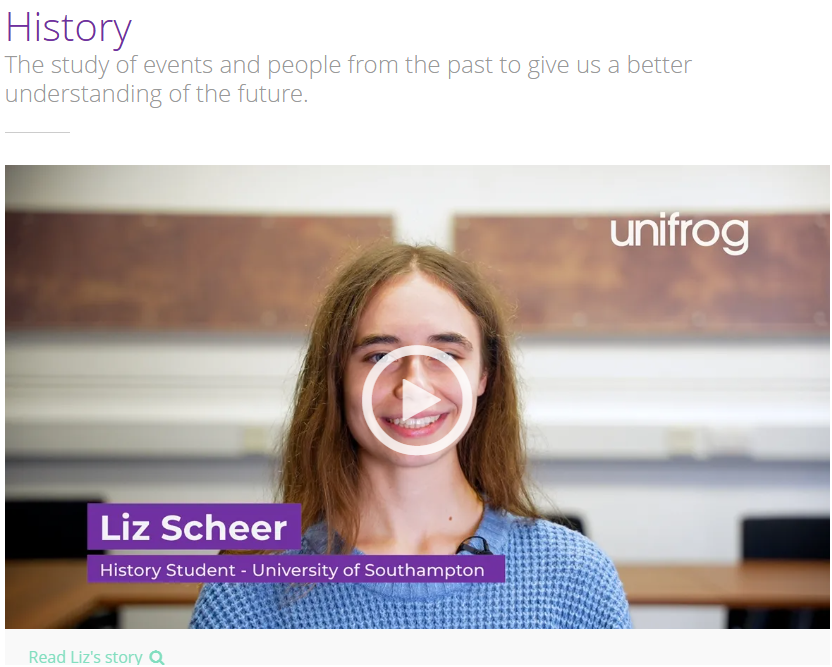 History
The study of events and people from the past to give us a better
understanding of the future.
unifrog
Liz Scheer
History Student - University of Southampton
Read Liz's story